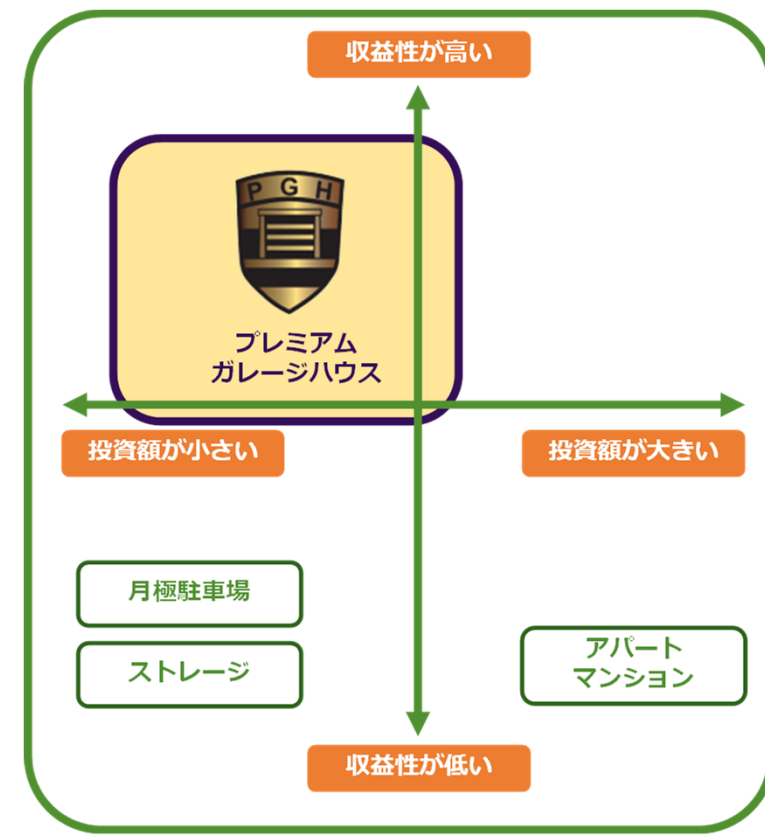 収益性が高い
PGH
プレミアム
ガレージハウス
投資額が小さい
投資額が大きい
月極駐車場
ストレージ
アパート
マンション
収益性が低い